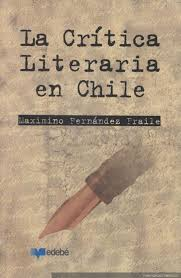 La Crítica
Literaria
en Chile
Maximino Fernández Fraile
edebé